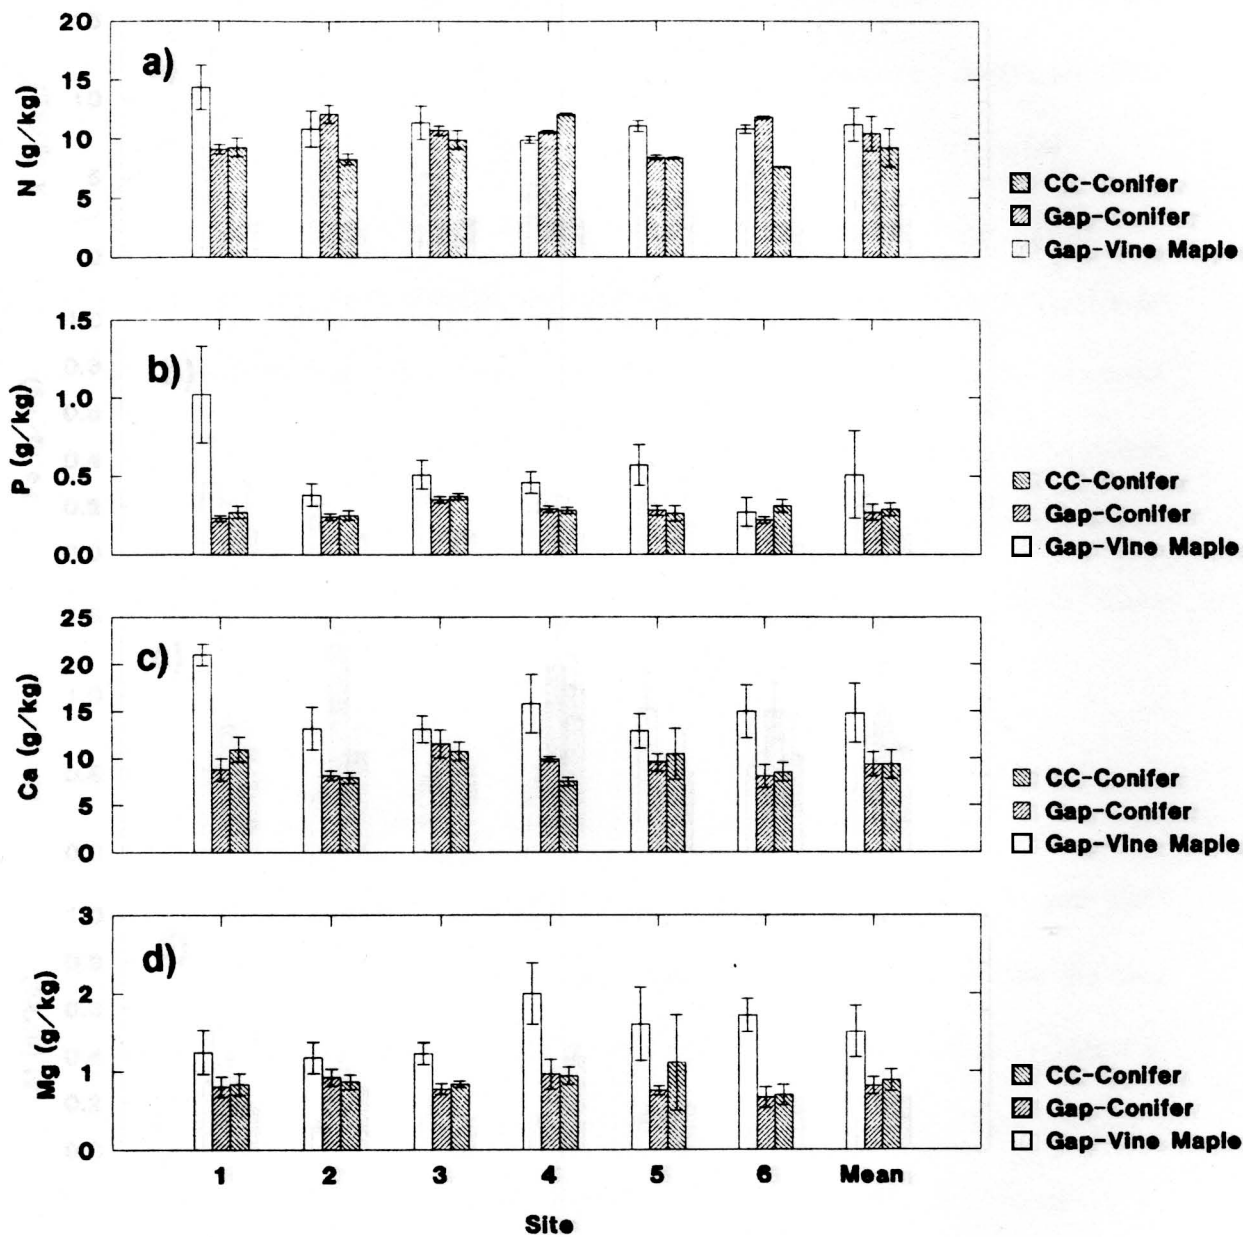 a)
N (g/kg)
20
15
10
5
0
CC-Conifer
Gap-Conifer
Gap-Vine Maple
b)
P (g/kg)
1.5
1.0
0.5
0.0
CC-Conifer
Gap-Conifer
Gap-Vine Maple
c)
Ca (g/kg)
25
20
15
10
5
0
CC-Conifer
Gap-Conifer
Gap-Vine Maple
d)
Mg (g/kg)
3
2
1
0
CC-Conifer
Gap-Conifer
Gap-Vine Maple
1 2 3 4 5 6 Mean
Site